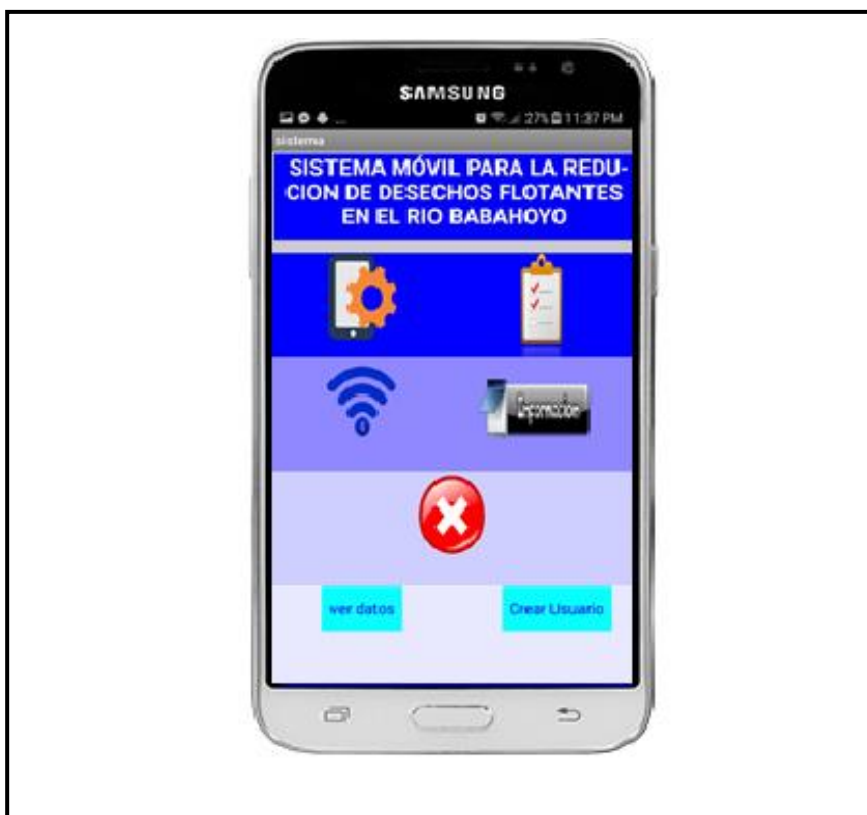 SAMSUNG
27% 11:37 PM
sistema
SISTEMA MÓVIL PARA LA REDU-
CION DE DESECHOS FLOTANTES
EN EL RIO BABAHOYO
Información
ver datos
Crear Usuario